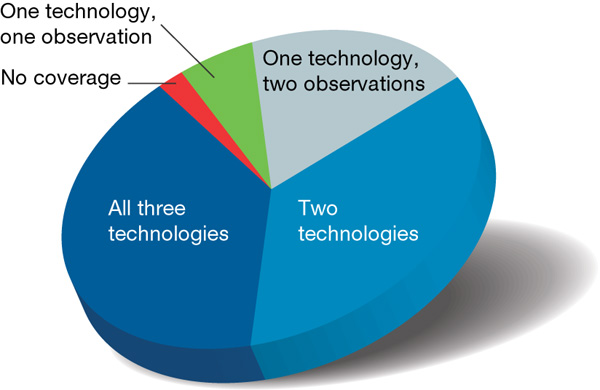 One technology,
one observation
No coverage
One technology,
two observations
All three
technologies
Two
technologies